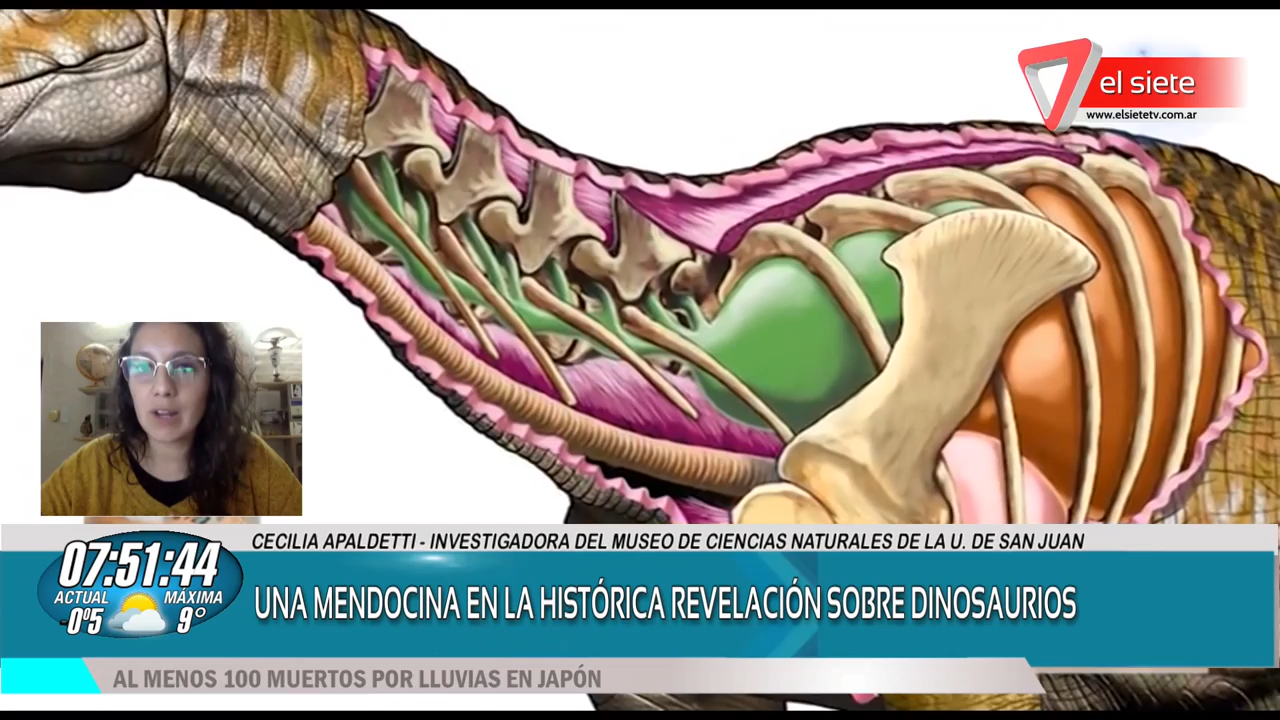 el siete
www.elsietetv.com.ar
CECILIA APALDETTI - INVESTIGADORA DEL MUSEO DE CIENCIAS NATURALES DE LA U. DE SAN JUAN
07:51:44
ACTUAL MÁXIMA
0'5 9°
UNA MENDOCINA EN LA HISTÓRICA REVELACIÓN SOBRE DINOSAURIOS
AL MENOS 100 MUERTOS POR LLUVIAS EN JAPÓN